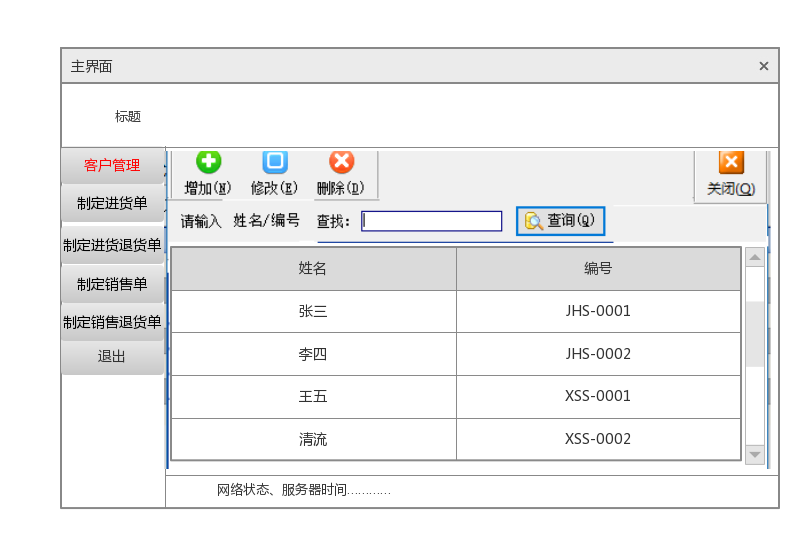 主界面
标题
客户管理
制定进货单
制定进货退货单
制定销售单
制定销售退货单
退出
增加(N) 修改(E) 删除(D) 关闭(Q)
请输入 姓名/编号 查找: 查询(Q)
姓名 编号
张三 JHS-0001
李四 JHS-0002
王五 XSS-0001
清流 XSS-0002
网络状态、服务器时间…………